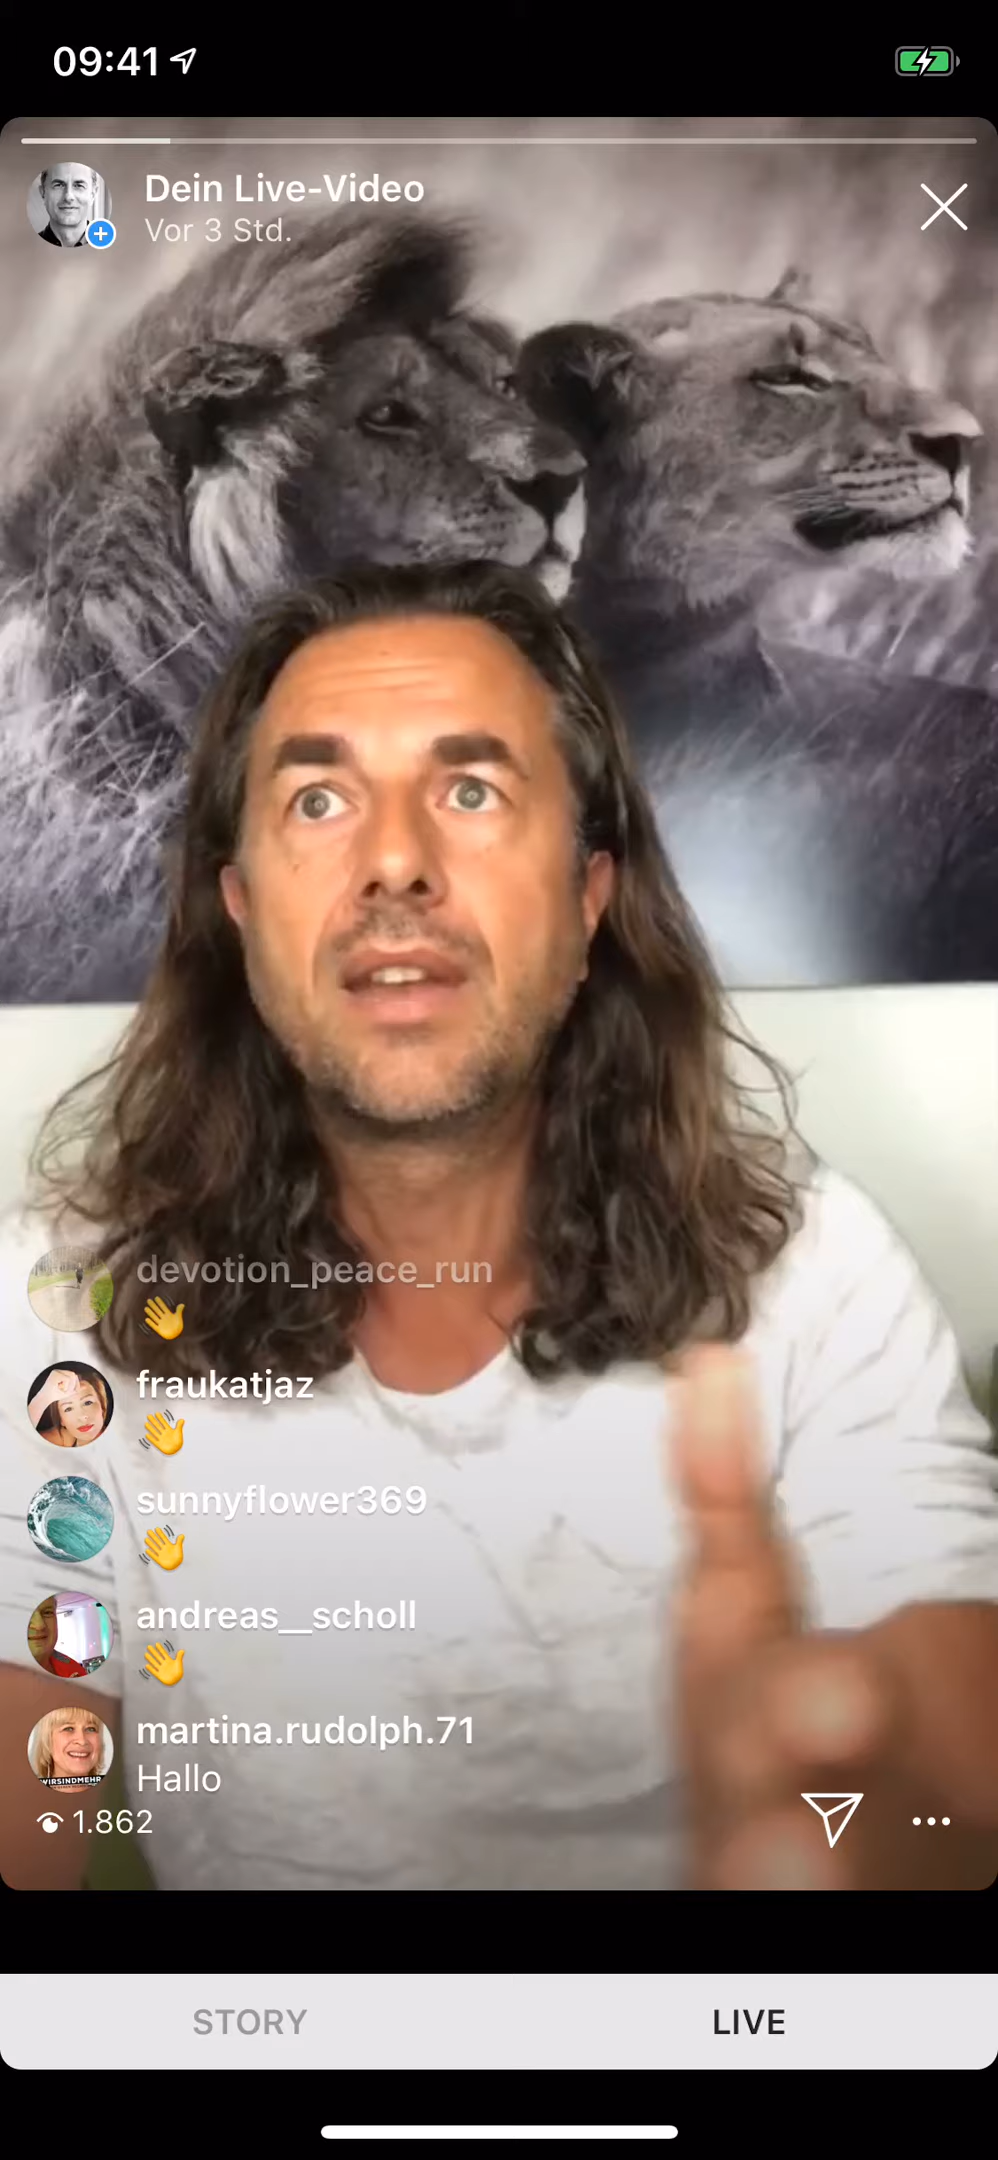 09:41
Dein Live-Video
Vor 3 Std.
devotion_peace_run
👋
fraukatjaz
👋
sunnyflower369
👋
andreas__scholl
👋
martina.rudolph.71
WIRSINDMEHR
Hallo
1.862
STORY
LIVE